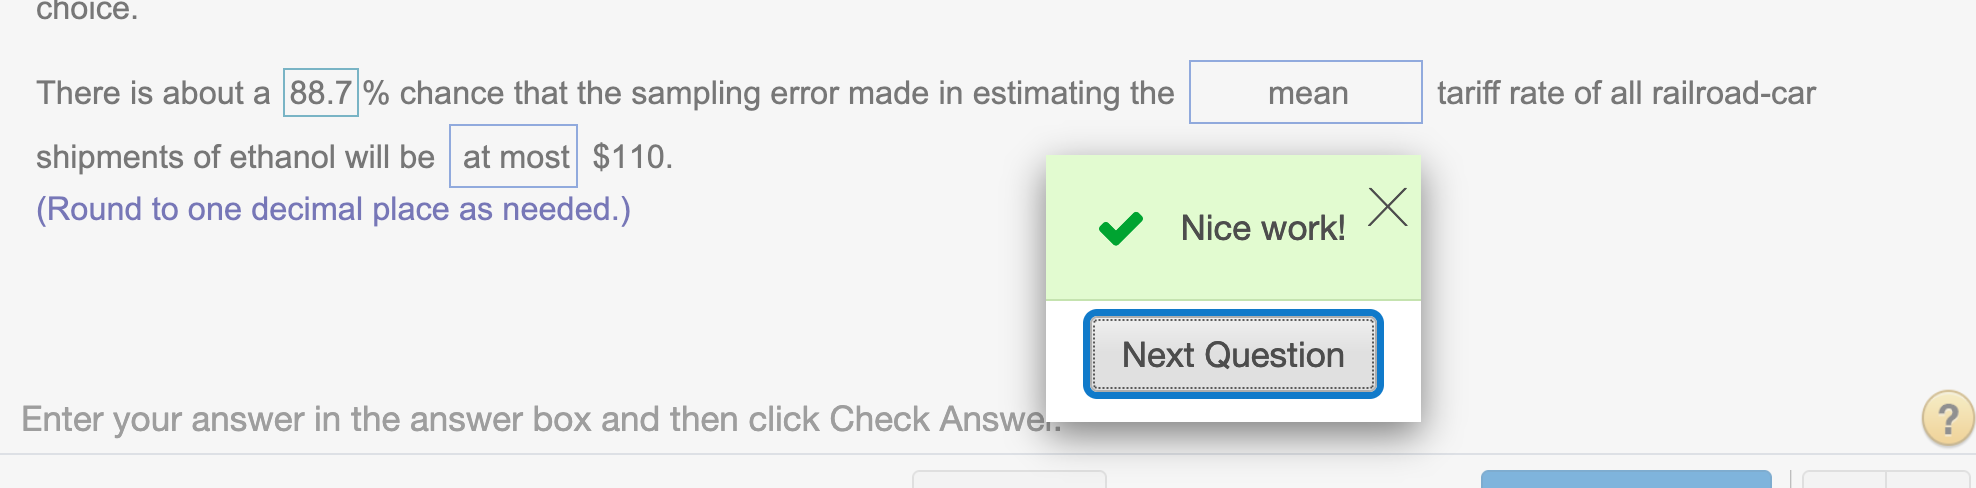 choice.
There is about a 88.7 % chance that the sampling error made in estimating the mean tariff rate of all railroad-car
shipments of ethanol will be at most $110.
(Round to one decimal place as needed.)
Nice work!
Next Question
Enter your answer in the answer box and then click Check Answer.
?